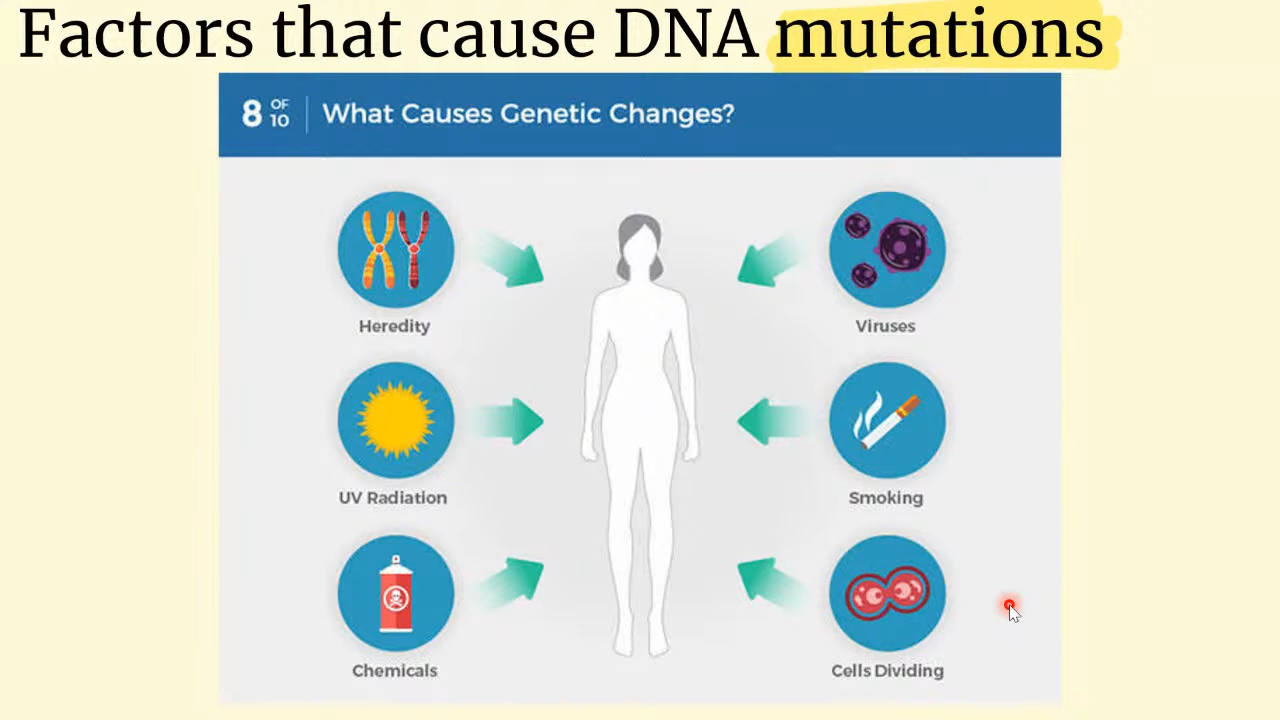 Factors that cause DNA mutations
8 OF 10 What Causes Genetic Changes?
Heredity
Viruses
UV Radiation
Smoking
Chemicals
Cells Dividing